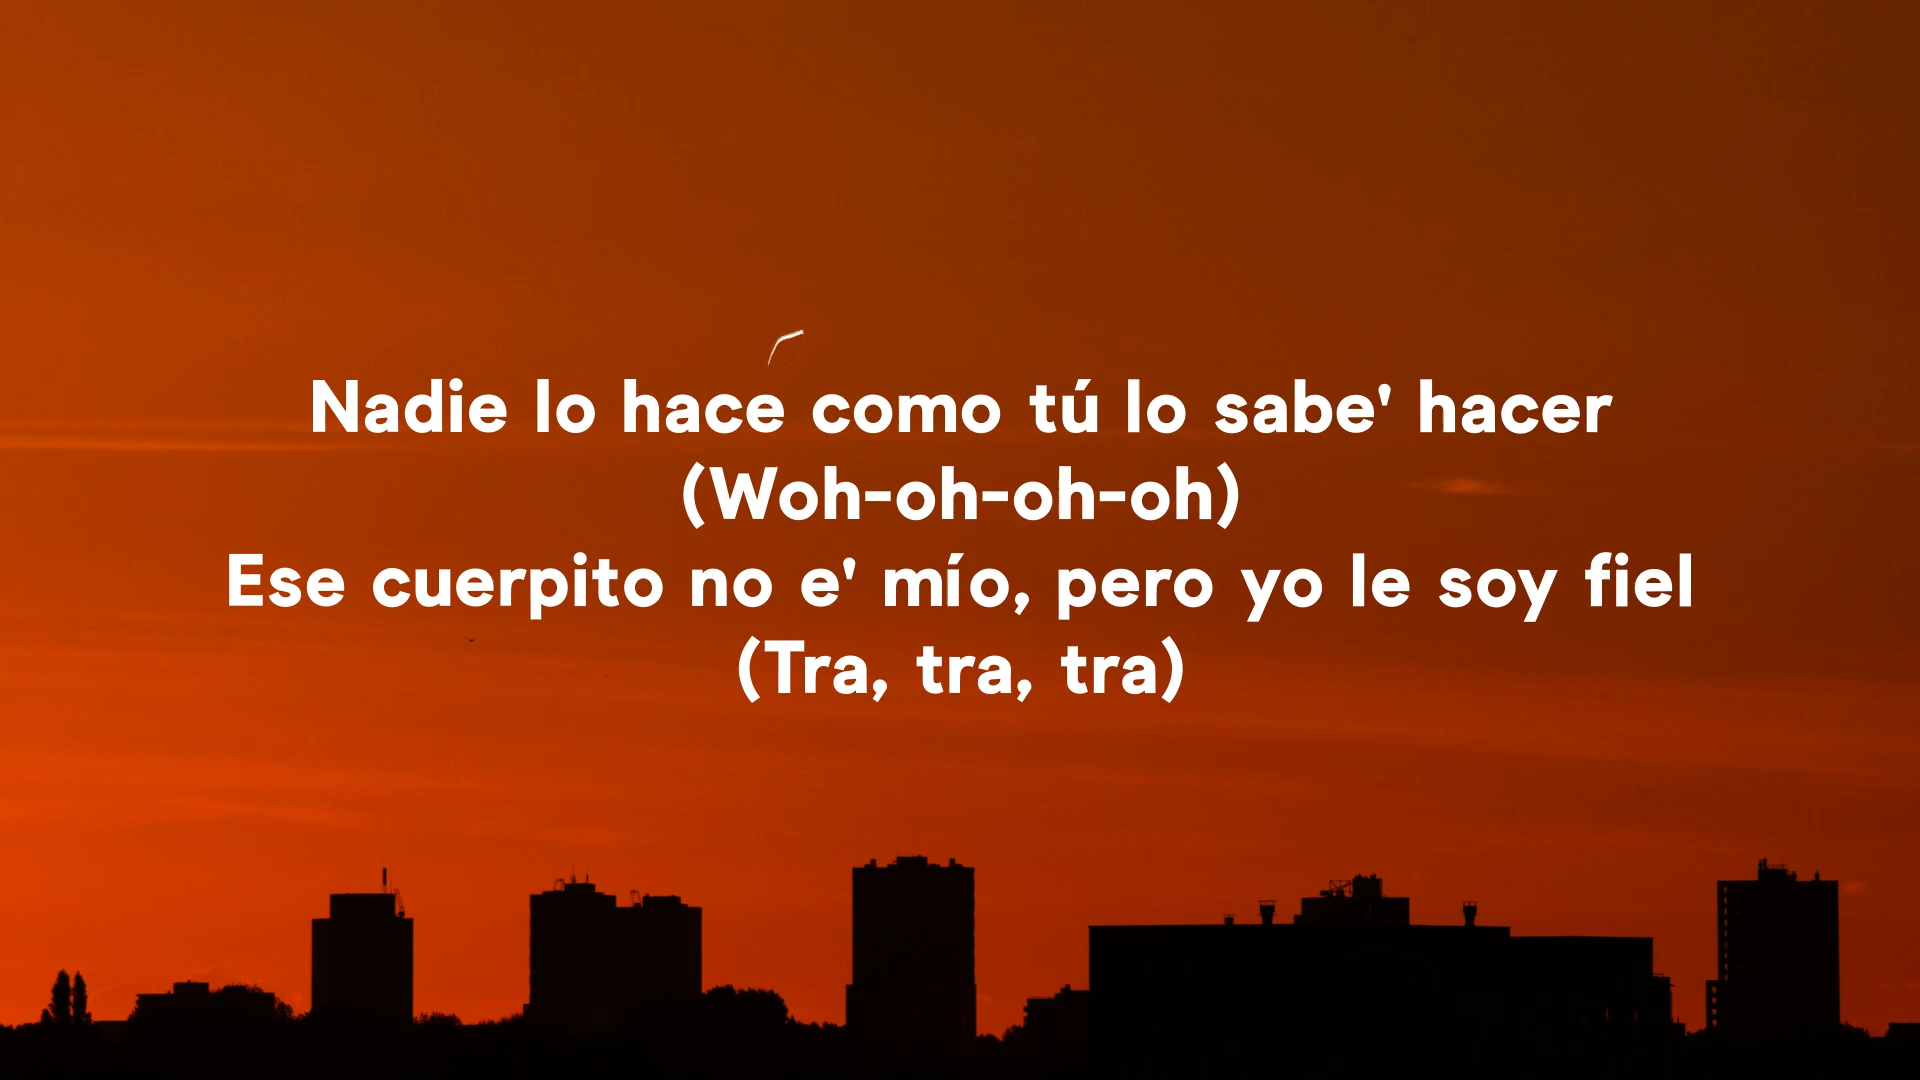 Nadie lo hace como tú lo sabe' hacer
(Woh-oh-oh-oh)
Ese cuerpito no e' mío, pero yo le soy fiel
(Tra, tra, tra)